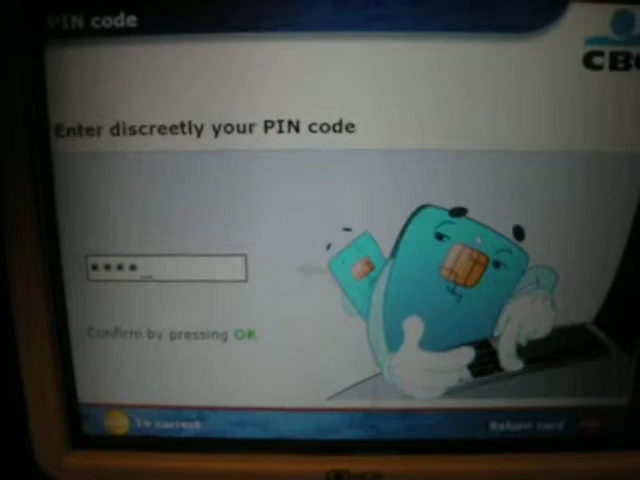 PIN code
CBC
Enter discreetly your PIN code
****_
Confirm by pressing OK
To correct
Return card